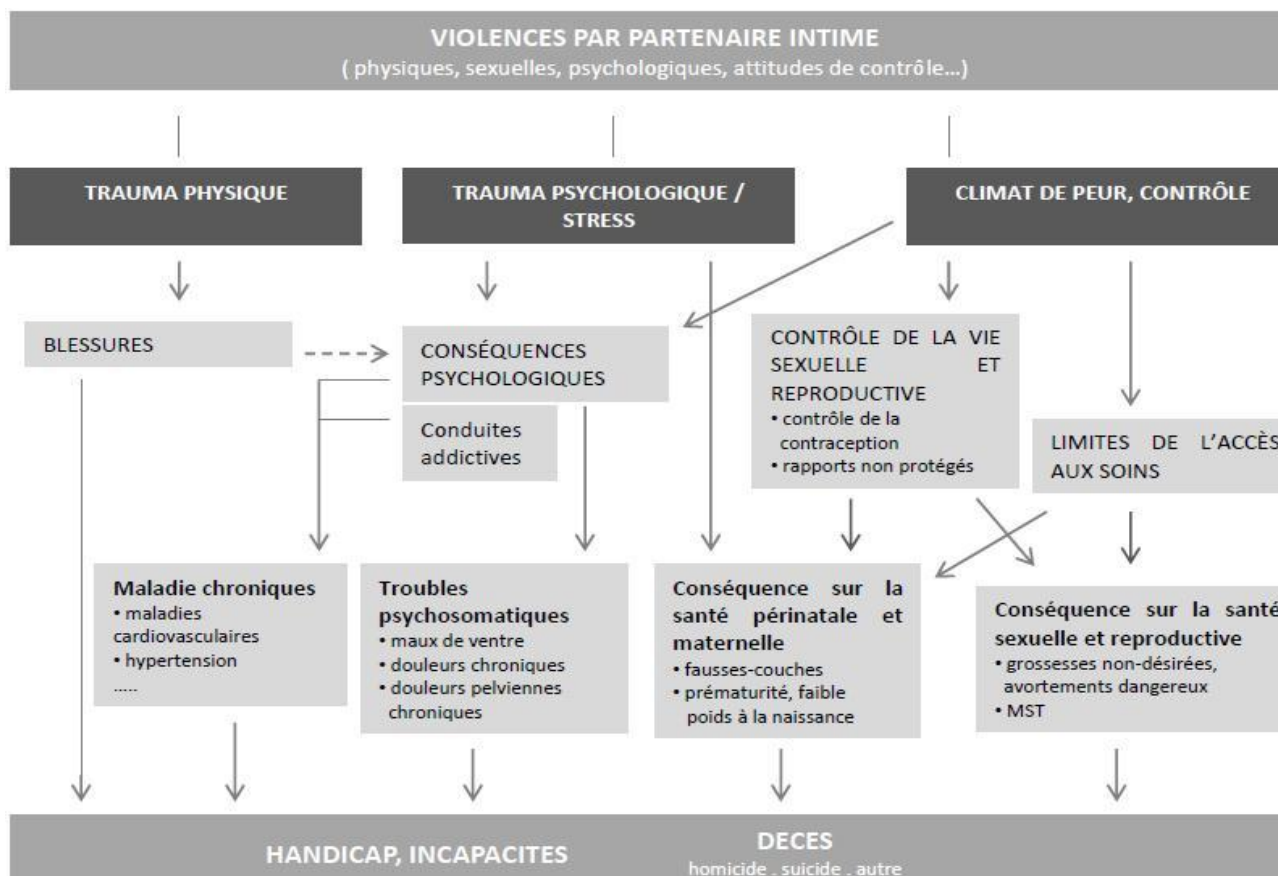 VIOLENCES PAR PARTENAIRE INTIME
( physiques, sexuelles, psychologiques, attitudes de contrôle...)
TRAUMA PHYSIQUE
TRAUMA PSYCHOLOGIQUE /
STRESS
CLIMAT DE PEUR, CONTRÔLE
BLESSURES
CONSÉQUENCES
PSYCHOLOGIQUES
Conduites
addictives
CONTRÔLE DE LA VIE
SEXUELLE ET
REPRODUCTIVE
• contrôle de la
contraception
• rapports non protégés
LIMITES DE L'ACCÈS
AUX SOINS
Maladie chroniques
• maladies
cardiovasculaires
• hypertension
.....
Troubles
psychosomatiques
• maux de ventre
• douleurs chroniques
• douleurs pelviennes
chroniques
Conséquence sur la
santé périnatale et
maternelle
• fausses-couches
• prématurité, faible
poids à la naissance
Conséquence sur la santé
sexuelle et reproductive
• grossesses non-désirées,
avortements dangereux
• MST
HANDICAP, INCAPACITES
DECES
homicide , suicide , autre